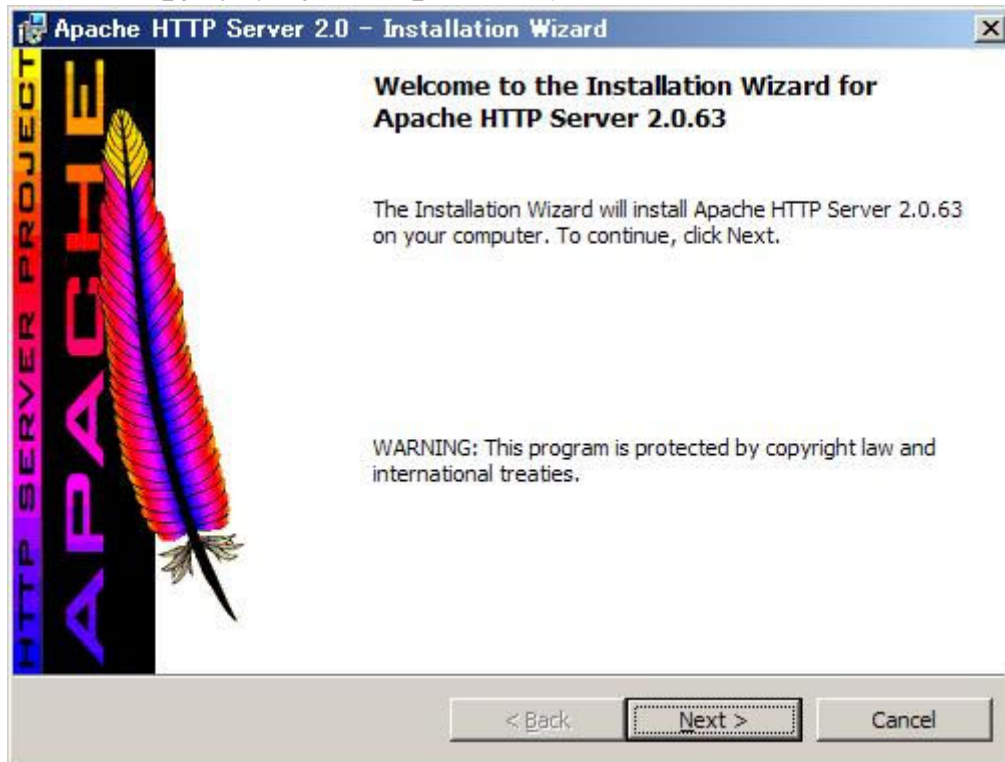 Apache HTTP Server 2.0 - Installation Wizard
HTTP SERVER PROJECT
APACHE
Welcome to the Installation Wizard for
Apache HTTP Server 2.0.63
The Installation Wizard will install Apache HTTP Server 2.0.63
on your computer. To continue, click Next.
WARNING: This program is protected by copyright law and
international treaties.
< Back
Next >
Cancel